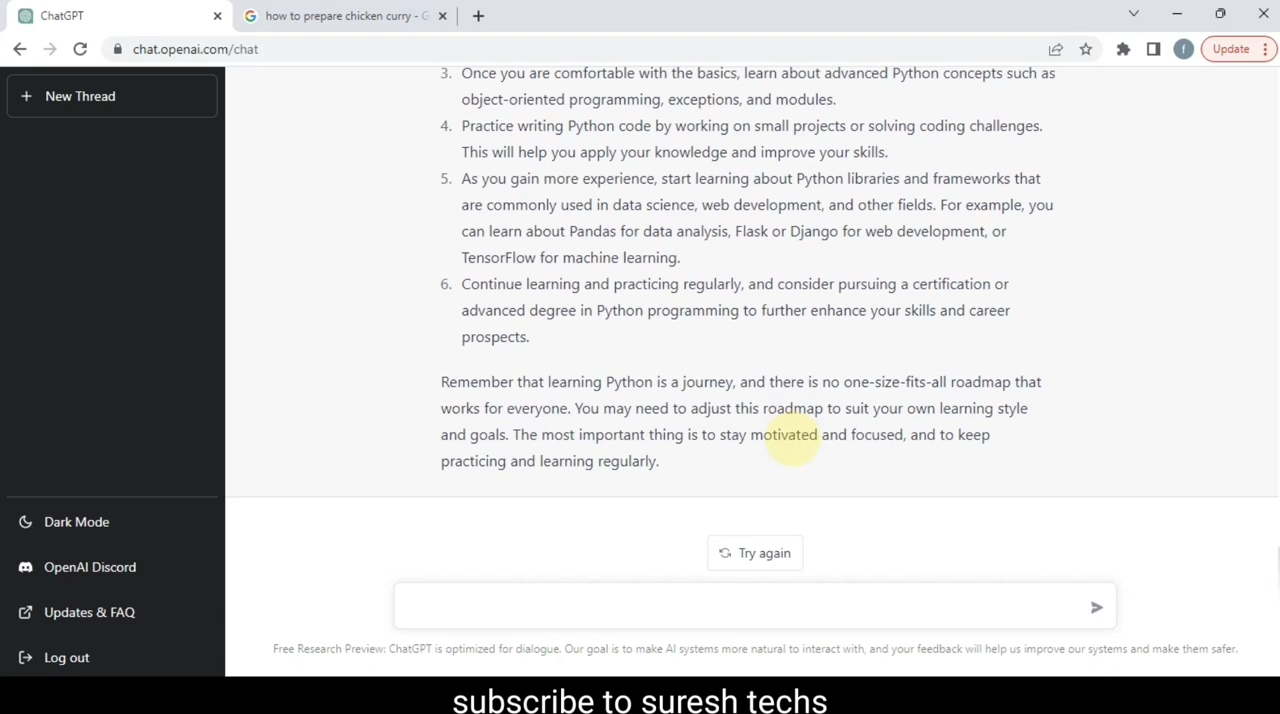 ChatGPT
how to prepare chicken curry - G
chat.openai.com/chat
f
Update
New Thread
3. Once you are comfortable with the basics, learn about advanced Python concepts such as
object-oriented programming, exceptions, and modules.
4. Practice writing Python code by working on small projects or solving coding challenges.
This will help you apply your knowledge and improve your skills.
5. As you gain more experience, start learning about Python libraries and frameworks that
are commonly used in data science, web development, and other fields. For example, you
can learn about Pandas for data analysis, Flask or Django for web development, or
TensorFlow for machine learning.
6. Continue learning and practicing regularly, and consider pursuing a certification or
advanced degree in Python programming to further enhance your skills and career
prospects.
Remember that learning Python is a journey, and there is no one-size-fits-all roadmap that
works for everyone. You may need to adjust this roadmap to suit your own learning style
and goals. The most important thing is to stay motivated and focused, and to keep
practicing and learning regularly.
Dark Mode
OpenAI Discord
Updates & FAQ
Log out
Try again
Free Research Preview: ChatGPT is optimized for dialogue. Our goal is to make AI systems more natural to interact with, and your feedback will help us improve our systems and make them safer.
subscribe to suresh techs